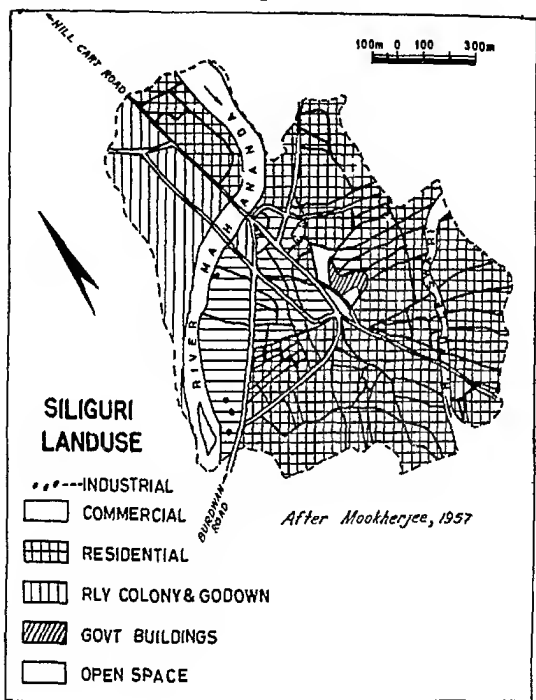 HILL CART ROAD
100m 0 100 300m
RIVER MAHANANDA
SILIGURI
LANDUSE
INDUSTRIAL
COMMERCIAL
BURDWAN
ROAD
After Mookherjee, 1957
RESIDENTIAL
RLY COLONY & GODOWN
GOVT BUILDINGS
OPEN SPACE